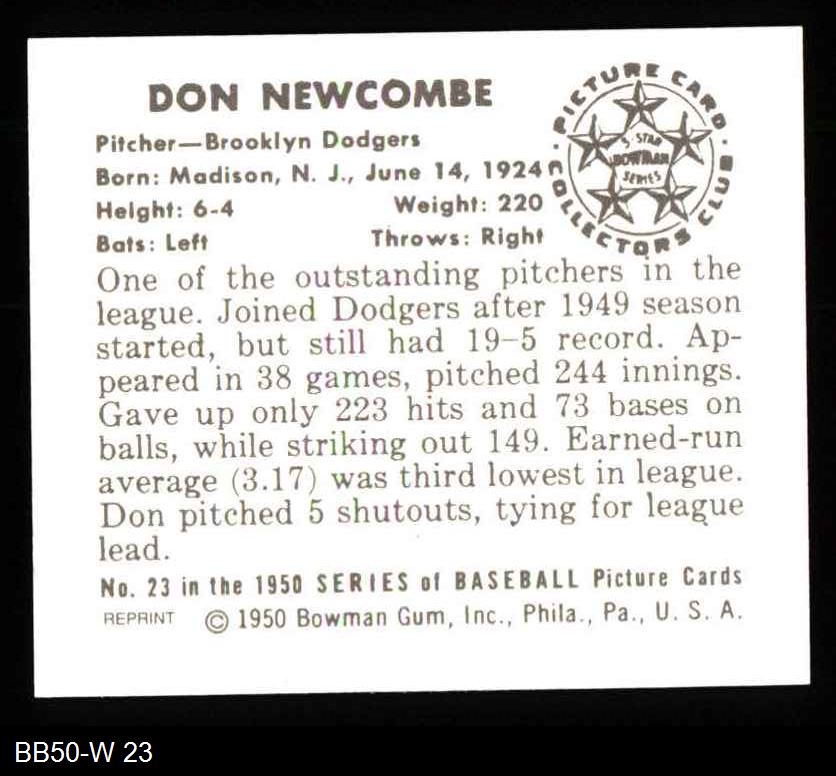 DON NEWCOMBE
Pitcher—Brooklyn Dodgers
Born: Madison, N. J., June 14, 1924
Height: 6-4 Weight: 220
Bats: Left Throws: Right
PICTURE CARD COLLECTORS CLUB
5-STAR
BOWMAN
SERIES
One of the outstanding pitchers in the
league. Joined Dodgers after 1949 season
started, but still had 19-5 record. Ap-
peared in 38 games, pitched 244 innings.
Gave up only 223 hits and 73 bases on
balls, while striking out 149. Earned-run
average (3.17) was third lowest in league.
Don pitched 5 shutouts, tying for league
lead.
No. 23 in the 1950 SERIES of BASEBALL Picture Cards
REPRINT © 1950 Bowman Gum, Inc., Phila., Pa., U. S. A.
BB50-W 23